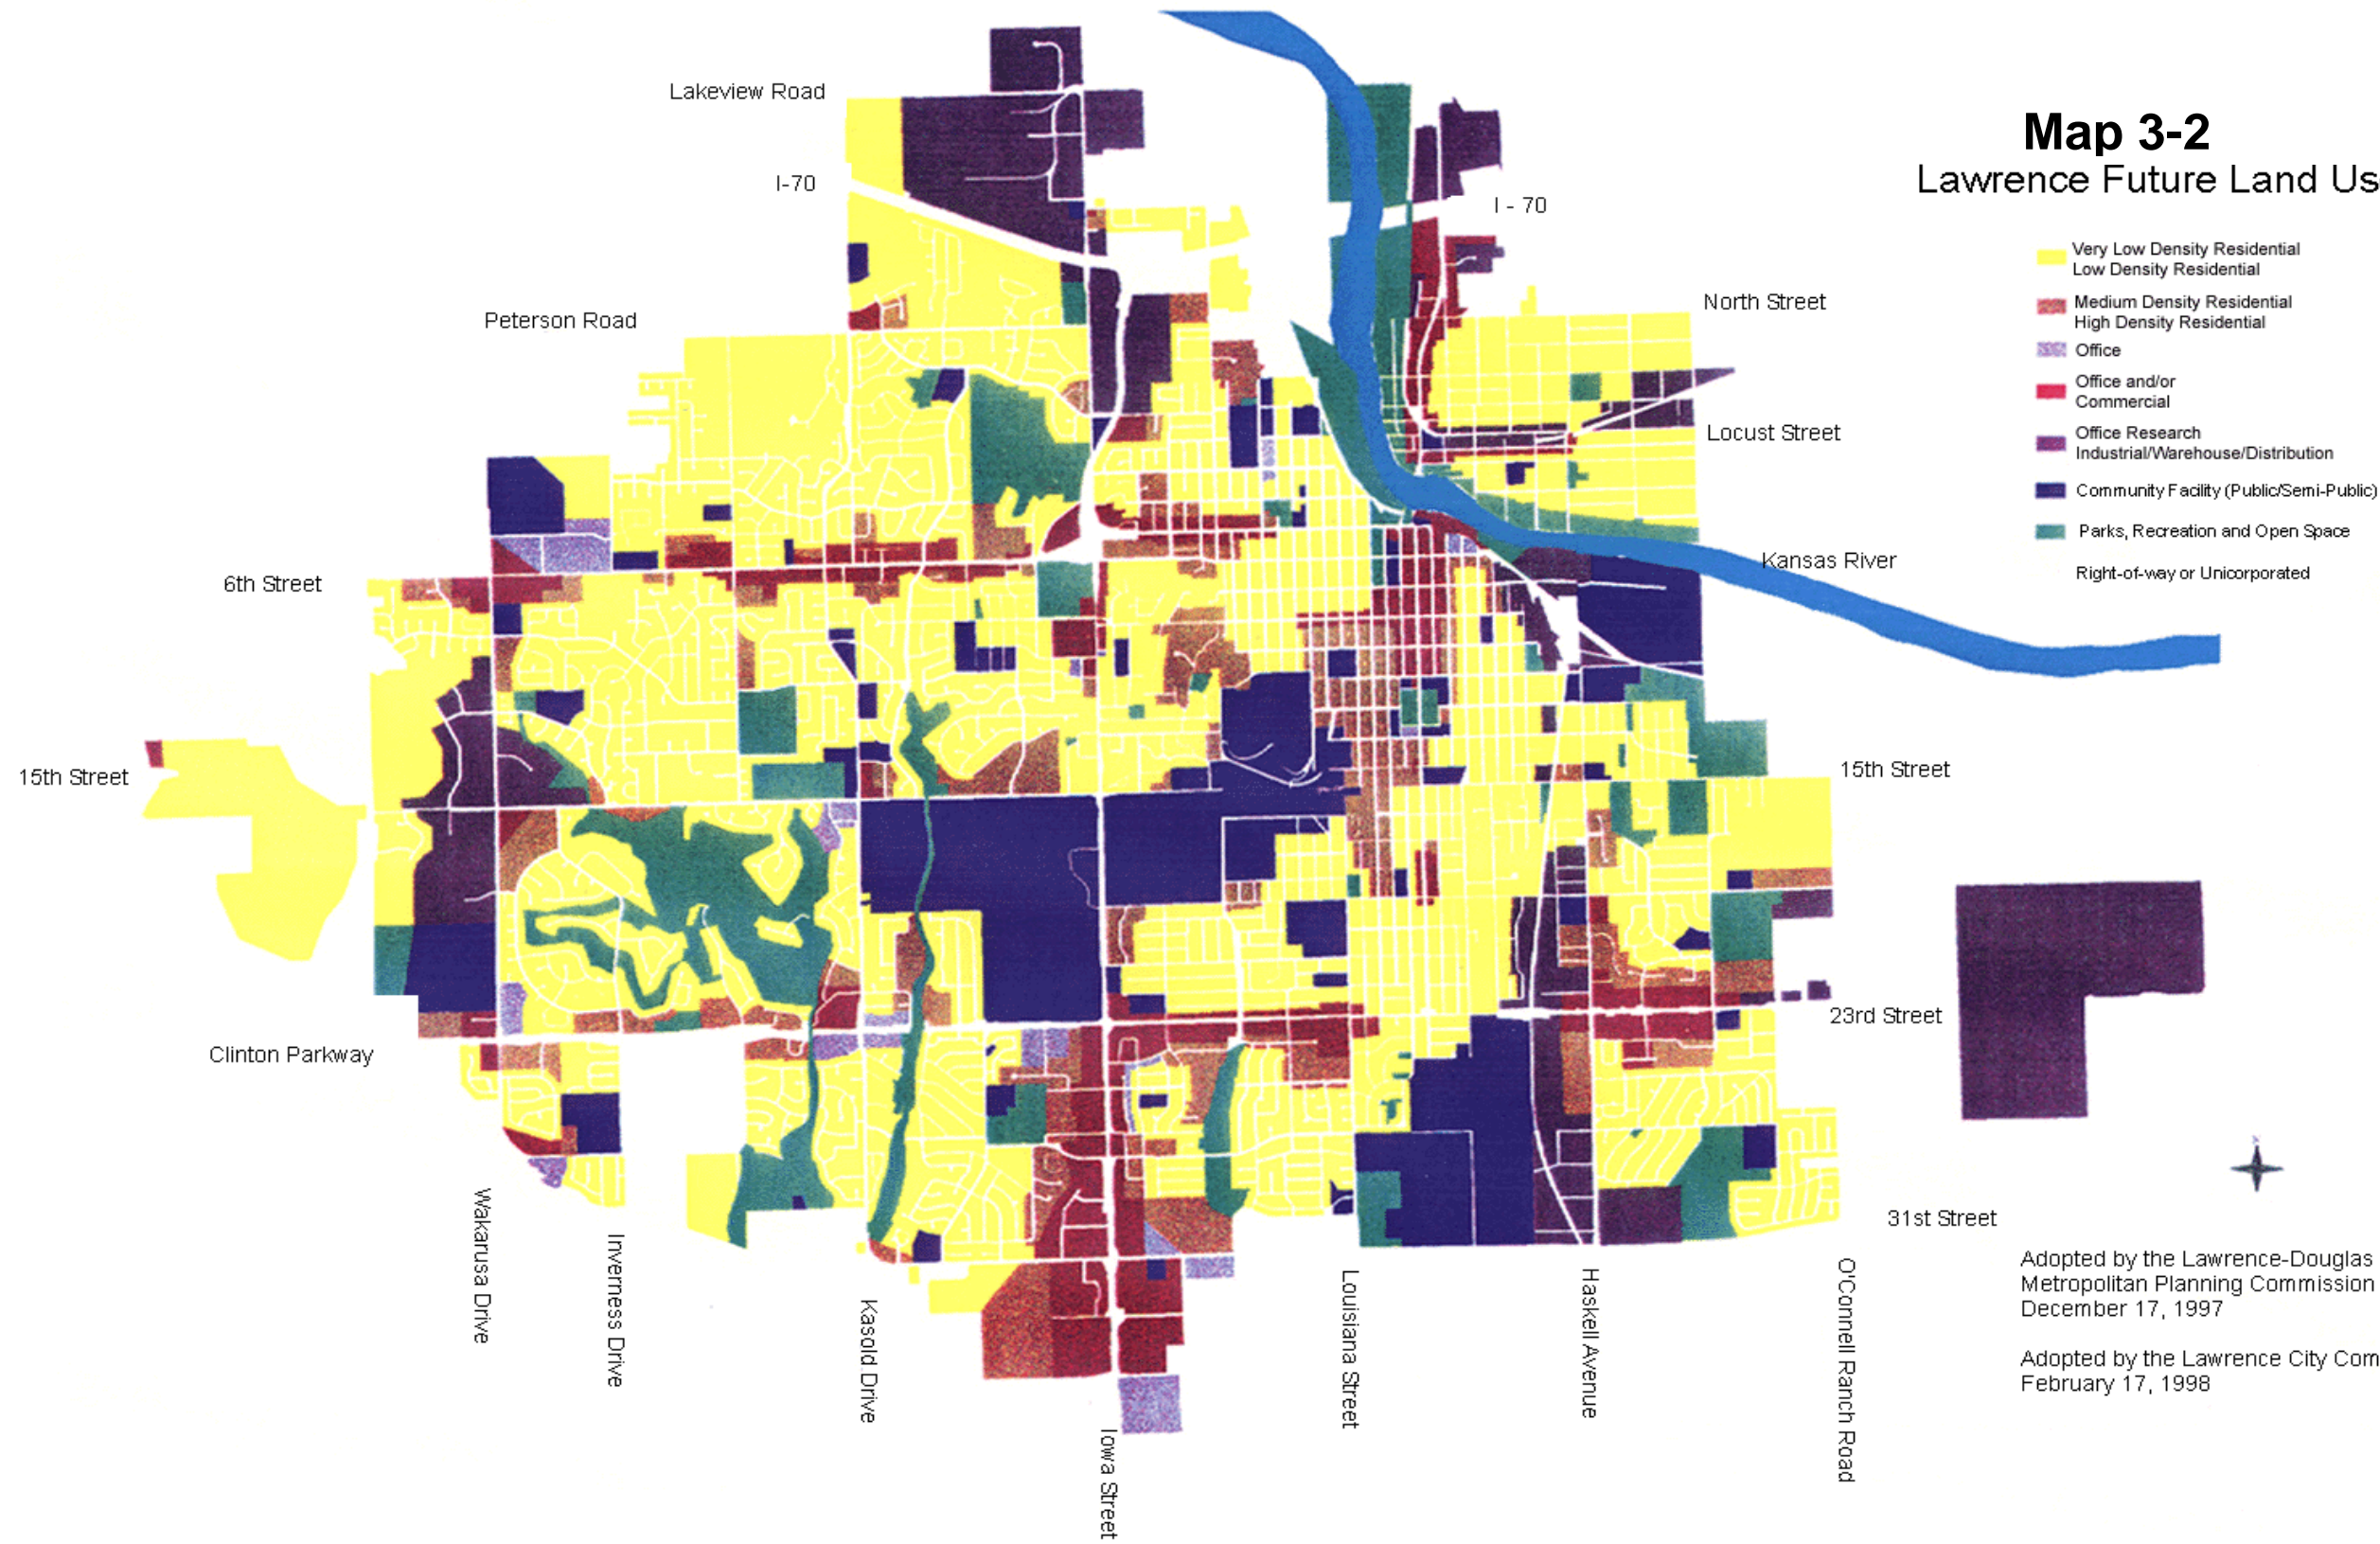 Map 3-2
Lawrence Future Land Us
Lakeview Road
I-70
I - 70
Peterson Road
North Street
Locust Street
Kansas River
6th Street
15th Street
15th Street
23rd Street
Clinton Parkway
31st Street
Wakarusa Drive
Inverness Drive
Kasold Drive
Iowa Street
Louisiana Street
Haskell Avenue
O'Connell Ranch Road
Very Low Density Residential
Low Density Residential
Medium Density Residential
High Density Residential
Office
Office and/or
Commercial
Office Research
Industrial/Warehouse/Distribution
Community Facility (Public/Semi-Public)
Parks, Recreation and Open Space
Right-of-way or Unicorporated
Adopted by the Lawrence-Douglas
Metropolitan Planning Commission
December 17, 1997
Adopted by the Lawrence City Com
February 17, 1998